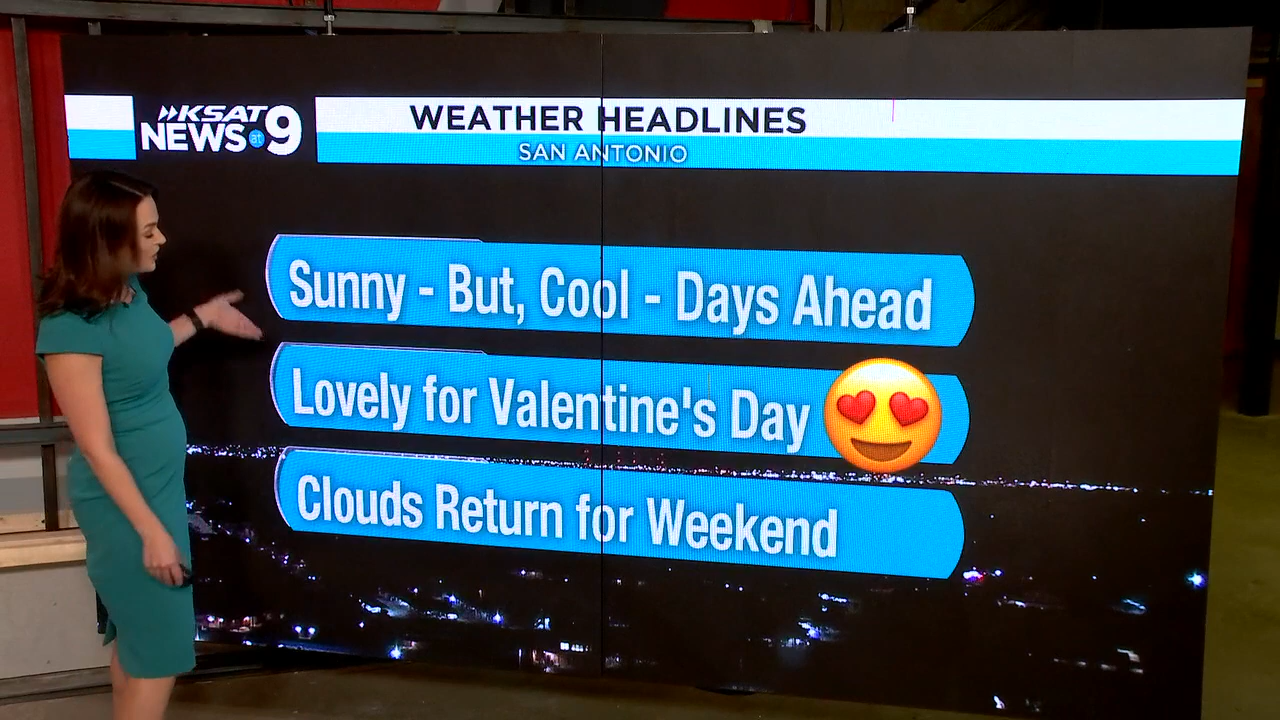 KSAT
NEWS at 9
WEATHER HEADLINES
SAN ANTONIO
Sunny - But, Cool - Days Ahead
Lovely for Valentine's Day
Clouds Return for Weekend